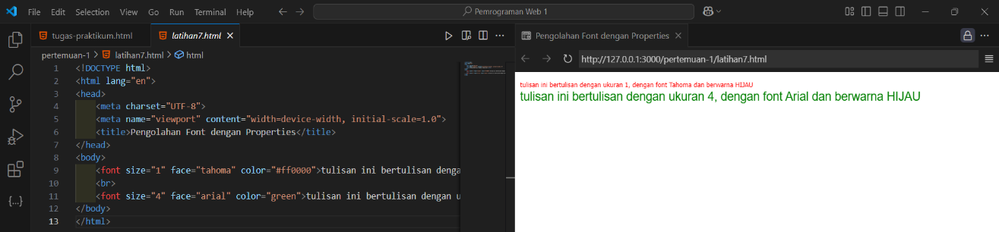 File Edit Selection View Go Run Terminal Help
Pemrograman Web 1
tugas-praktikum.html
latihan7.html
pertemuan-1 > latihan7.html > html
1 <!DOCTYPE html>
2 <html lang="en">
3 <head>
4 <meta charset="UTF-8">
5 <meta name="viewport" content="width=device-width, initial-scale=1.0">
6 <title>Pengolahan Font dengan Properties</title>
7 </head>
8 <body>
9 <font size="1" face="tahoma" color="#ff0000">tulisan ini bertulisan denga
10 <br>
11 <font size="4" face="arial" color="green">tulisan ini bertulisan dengan u
12 </body>
13 </html>
Pengolahan Font dengan Properties
http://127.0.0.1:3000/pertemuan-1/latihan7.html
tulisan ini bertulisan dengan ukuran 1, dengan font Tahoma dan berwarna HIJAU
tulisan ini bertulisan dengan ukuran 4, dengan font Arial dan berwarna HIJAU